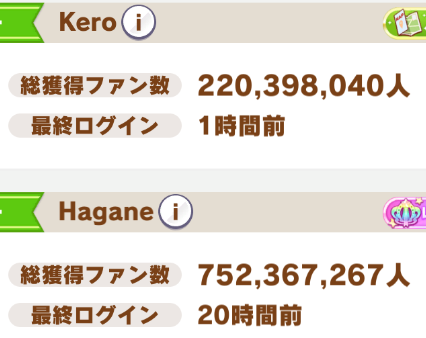 Kero i
総獲得ファン数 220,398,040人
最終ログイン 1時間前
Hagane i
総獲得ファン数 752,367,267人
最終ログイン 20時間前